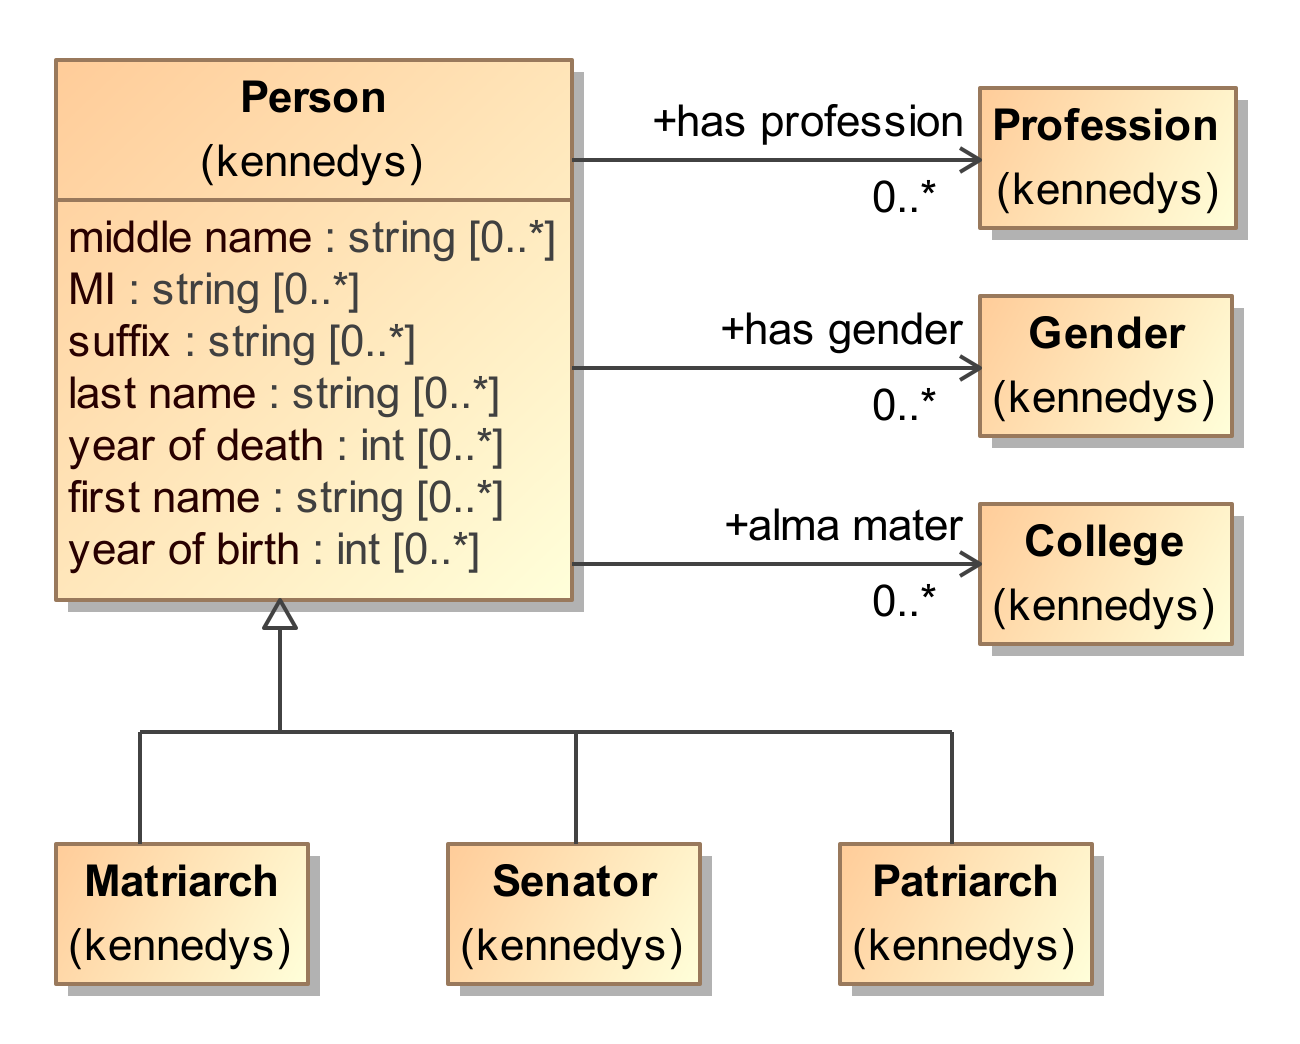 Person
(kennedys)
middle name : string [0..*]
MI : string [0..*]
suffix : string [0..*]
last name : string [0..*]
year of death : int [0..*]
first name : string [0..*]
year of birth : int [0..*]
+has profession
0..*
Profession
(kennedys)
+has gender
0..*
Gender
(kennedys)
+alma mater
0..*
College
(kennedys)
Matriarch
(kennedys)
Senator
(kennedys)
Patriarch
(kennedys)